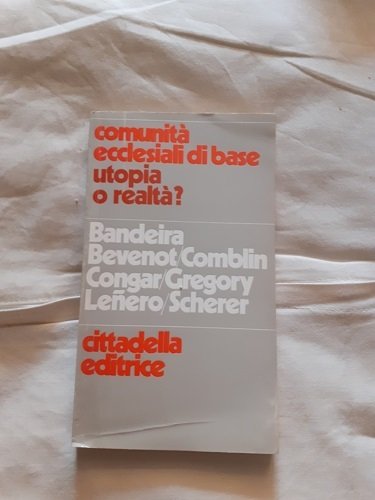 comunità
ecclesiali di base
utopia
o realtà?
Bandeira
Bevenot/Comblin
Congar/Gregory
Leñero/Scherer
cittadella
editrice